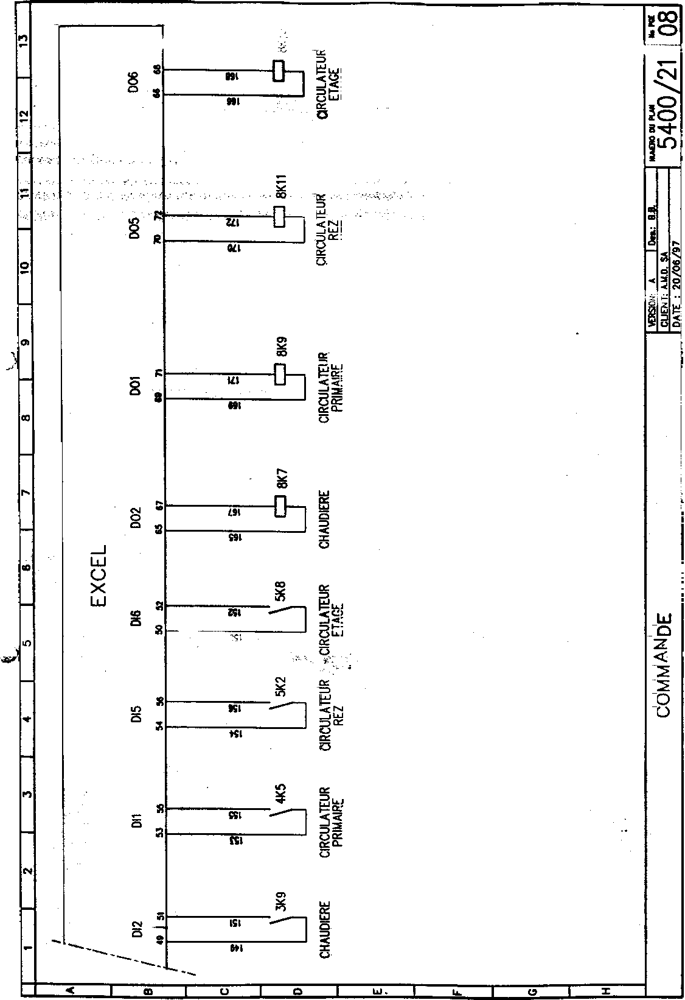 1 2 3 4 5 6 7 8 9 10 11 12 13
A
B
C
D
E
F
G
H
EXCEL
DI2 DI1 DI5 DI6 DO2 DO1 DO5 DO6
49 51 53 55 54 56 50 52 65 67 69 71 70 72 66 68
149 151 153 155 154 156 152 165 167 169 171 170 172 166 168
3K9 4K5 5K2 5K8 8K7 8K9 8K11
CHAUDIERE
CIRCULATEUR
PRIMAIRE
CIRCULATEUR
REZ
CIRCULATEUR
ETAGE
CHAUDIERE
CIRCULATEUR
PRIMAIRE
CIRCULATEUR
REZ
CIRCULATEUR
ETAGE
COMMANDE
VERSION: A Des.: B.B.
CLIENT: A.M.D. SA
DATE : 20/06/97
NUMERO DU PLAN
5400/21
No PGE
08